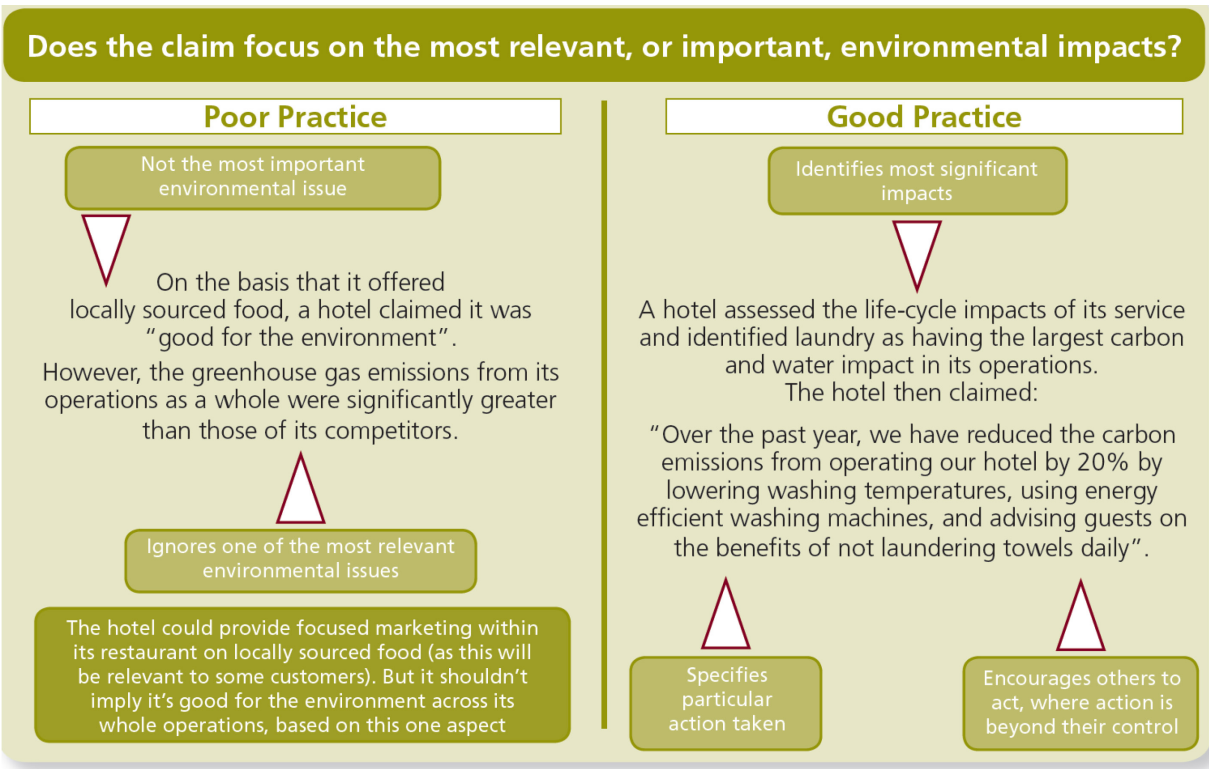 Does the claim focus on the most relevant, or important, environmental impacts?
Poor Practice
Not the most important
environmental issue
On the basis that it offered
locally sourced food, a hotel claimed it was
“good for the environment”.
However, the greenhouse gas emissions from its
operations as a whole were significantly greater
than those of its competitors.
Ignores one of the most relevant
environmental issues
The hotel could provide focused marketing within
its restaurant on locally sourced food (as this will
be relevant to some customers). But it shouldn’t
imply it’s good for the environment across its
whole operations, based on this one aspect
Good Practice
Identifies most significant
impacts
A hotel assessed the life-cycle impacts of its service
and identified laundry as having the largest carbon
and water impact in its operations.
The hotel then claimed:
“Over the past year, we have reduced the carbon
emissions from operating our hotel by 20% by
lowering washing temperatures, using energy
efficient washing machines, and advising guests on
the benefits of not laundering towels daily”.
Specifies
particular
action taken
Encourages others to
act, where action is
beyond their control